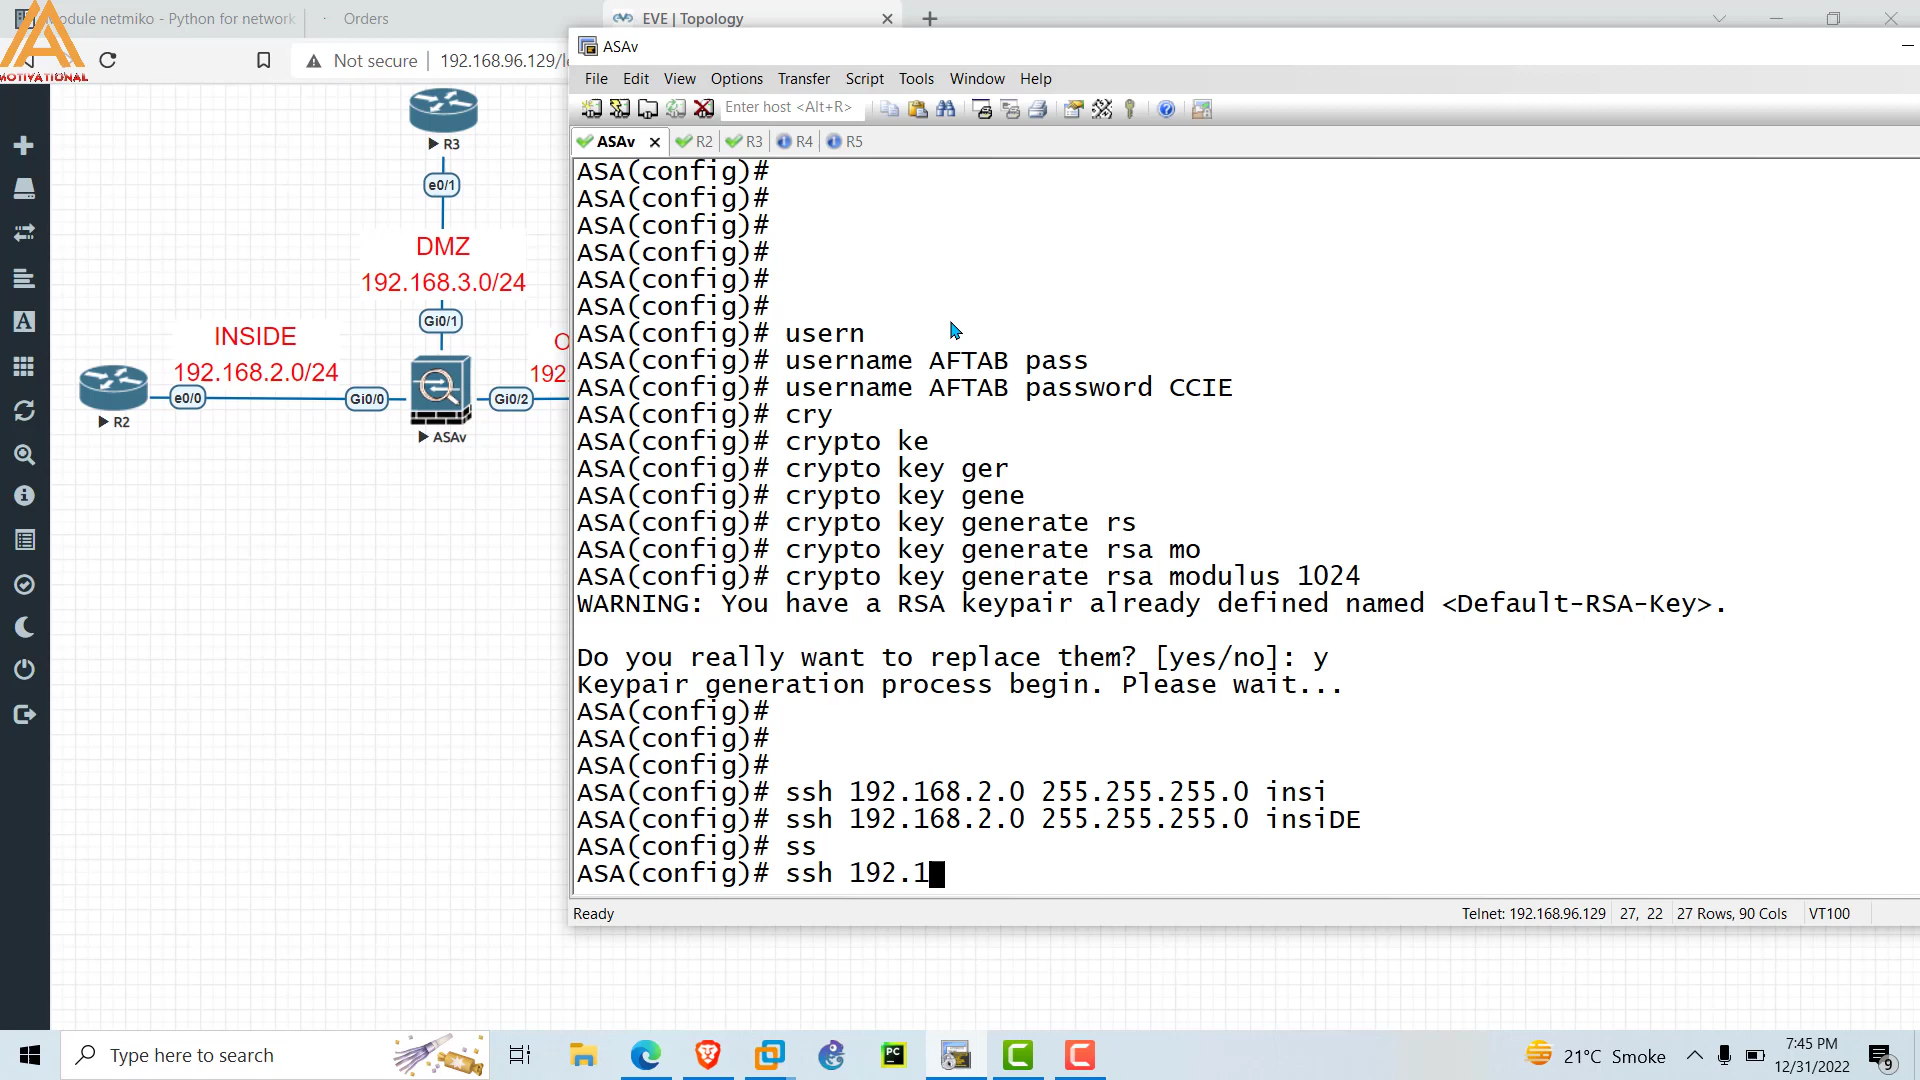 odule netmiko - Python for network
Orders
EVE | Topology
MOTIVATIONAL
Not secure
192.168.96.129/l
ASAv
File Edit View Options Transfer Script Tools Window Help
Enter host <Alt+R>
ASAv R2 R3 R4 R5
R3
e0/1
DMZ
192.168.3.0/24
Gi0/1
INSIDE
192.168.2.0/24
O
192.
e0/0
Gi0/0
Gi0/2
R2
ASAv
ASA(config)#
ASA(config)#
ASA(config)#
ASA(config)#
ASA(config)#
ASA(config)#
ASA(config)# usern
ASA(config)# username AFTAB pass
ASA(config)# username AFTAB password CCIE
ASA(config)# cry
ASA(config)# crypto ke
ASA(config)# crypto key ger
ASA(config)# crypto key gene
ASA(config)# crypto key generate rs
ASA(config)# crypto key generate rsa mo
ASA(config)# crypto key generate rsa modulus 1024
WARNING: You have a RSA keypair already defined named <Default-RSA-Key>.
Do you really want to replace them? [yes/no]: y
Keypair generation process begin. Please wait...
ASA(config)#
ASA(config)#
ASA(config)#
ASA(config)# ssh 192.168.2.0 255.255.255.0 insi
ASA(config)# ssh 192.168.2.0 255.255.255.0 insiDE
ASA(config)# ss
ASA(config)# ssh 192.1
Ready
Telnet: 192.168.96.129 27, 22 27 Rows, 90 Cols VT100
Type here to search
PC
21°C Smoke
7:45 PM
12/31/2022
9